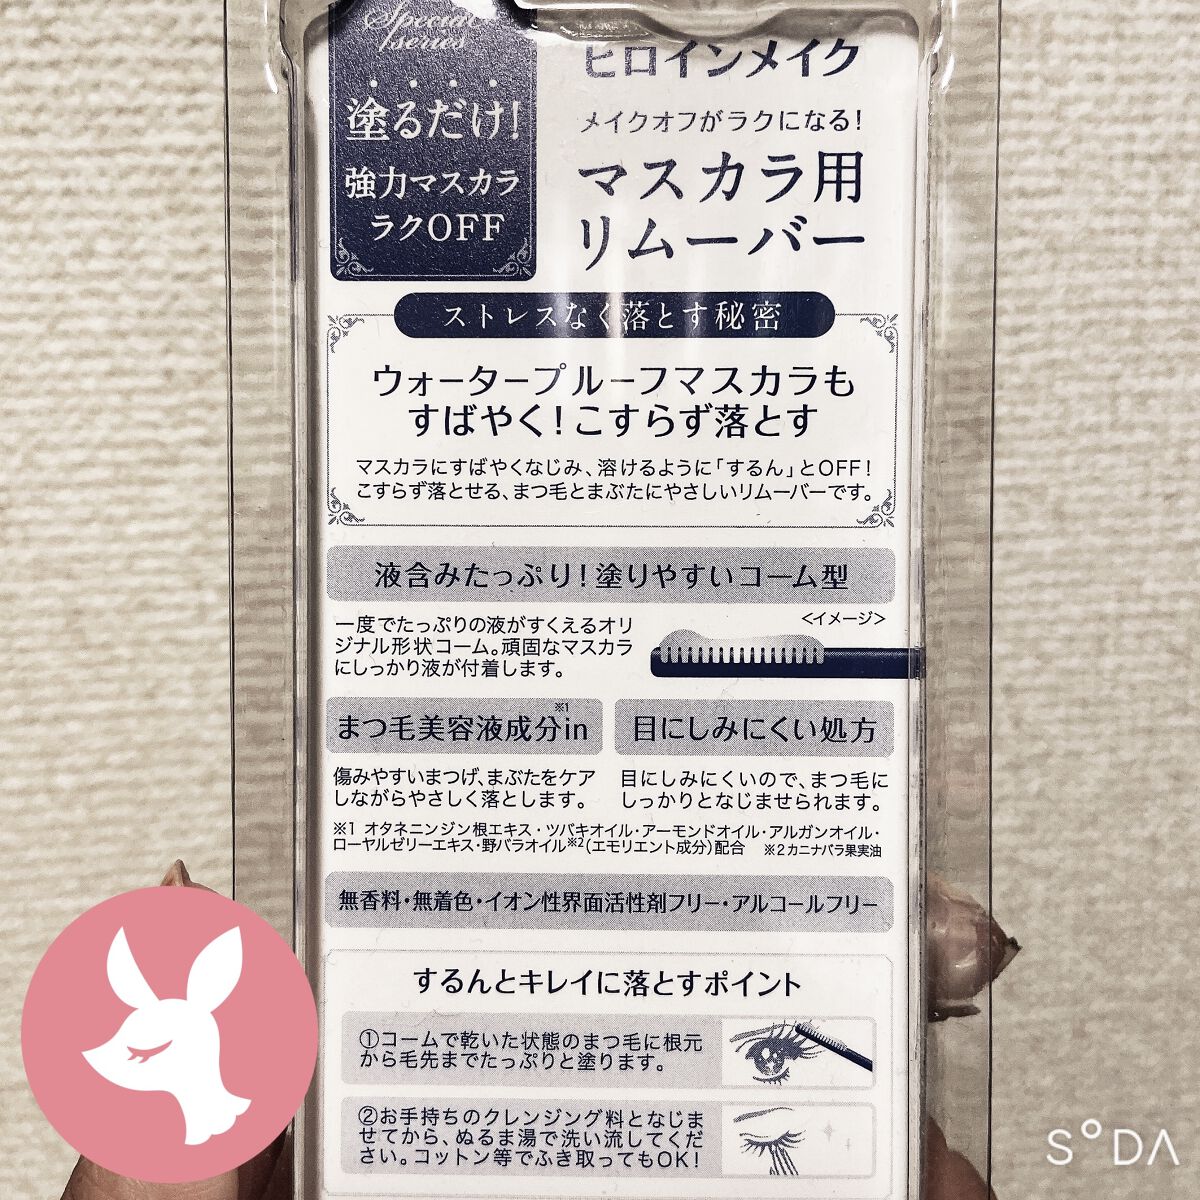 Special
series
塗るだけ!
強力マスカラ
ラクOFF
ヒロインメイク
メイクオフがラクになる!
マスカラ用
リムーバー
ストレスなく落とす秘密
ウォータープルーフマスカラも
すばやく!こすらず落とす
マスカラにすばやくなじみ、溶けるように「するん」とOFF!
こすらず落とせる、まつ毛とまぶたにやさしいリムーバーです。
液含みたっぷり!塗りやすいコーム型
<イメージ>
一度でたっぷりの液がすくえるオリ
ジナル形状コーム。頑固なマスカラ
にしっかり液が付着します。
まつ毛美容液成分in※1
傷みやすいまつげ、まぶたをケア
しながらやさしく落とします。
目にしみにくい処方
目にしみにくいので、まつ毛に
しっかりとなじませられます。
※1 オタネニンジン根エキス・ツバキオイル・アーモンドオイル・アルガンオイル・
ローヤルゼリーエキス・野バラオイル※2(エモリエント成分)配合 ※2カニナバラ果実油
無香料・無着色・イオン性界面活性剤フリー・アルコールフリー
するんとキレイに落とすポイント
①コームで乾いた状態のまつ毛に根元
から毛先までたっぷりと塗ります。
②お手持ちのクレンジング料となじま
せてから、ぬるま湯で洗い流してくだ
さい。コットン等でふき取ってもOK!
SODA